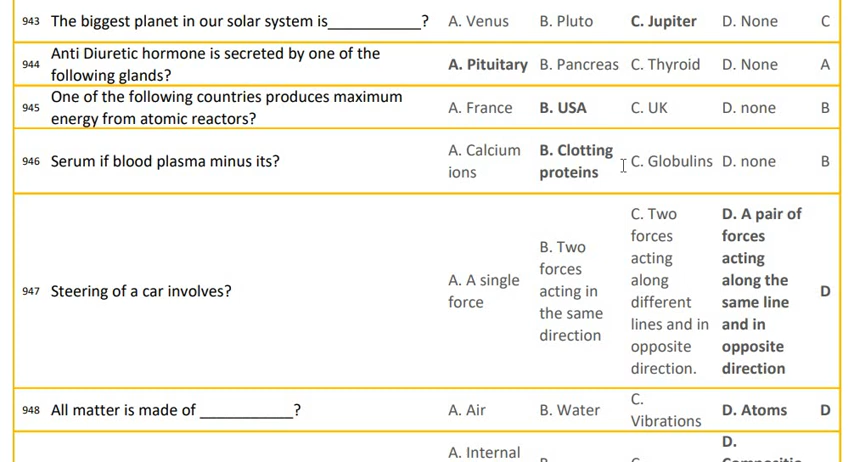 943 The biggest planet in our solar system is___________? A. Venus B. Pluto C. Jupiter D. None C
944 Anti Diuretic hormone is secreted by one of the
following glands? A. Pituitary B. Pancreas C. Thyroid D. None A
945 One of the following countries produces maximum
energy from atomic reactors? A. France B. USA C. UK D. none B
946 Serum if blood plasma minus its? A. Calcium
ions B. Clotting
proteins C. Globulins D. none B
947 Steering of a car involves? A. A single
force B. Two
forces
acting in
the same
direction C. Two
forces
acting
along
different
lines and in
opposite
direction. D. A pair of
forces
acting
along the
same line
and in
opposite
direction D
948 All matter is made of ___________? A. Air B. Water C.
Vibrations D. Atoms D
A. Internal
D.